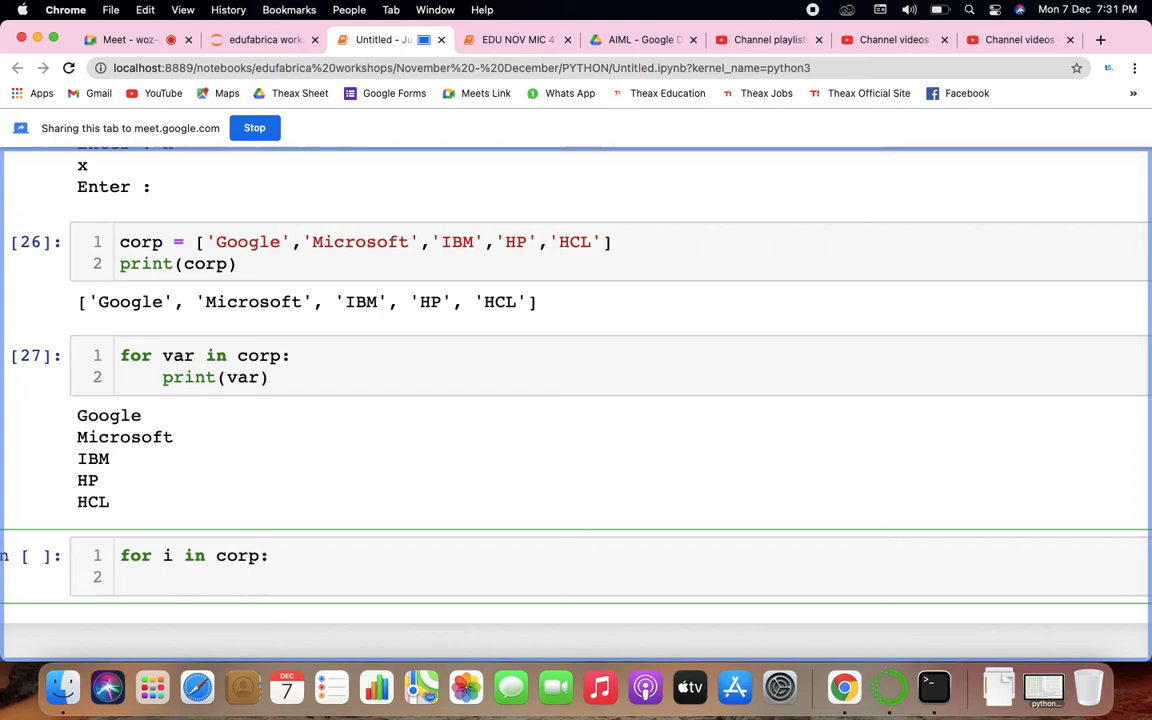 Chrome File Edit View History Bookmarks People Tab Window Help Mon 7 Dec 7:31 PM
Meet - woz- edufabrica work Untitled - Ju EDU NOV MIC 4 AIML - Google D Channel playlist Channel videos Channel videos
localhost:8889/notebooks/edufabrica%20workshops/November%20-%20December/PYTHON/Untitled.ipynb?kernel_name=python3
Apps Gmail YouTube Maps Theax Sheet Google Forms Meets Link Whats App Theax Education Theax Jobs Theax Official Site Facebook »
Sharing this tab to meet.google.com Stop
x
Enter :
[26]: 1 corp = ['Google','Microsoft','IBM','HP','HCL']
2 print(corp)
['Google', 'Microsoft', 'IBM', 'HP', 'HCL']
[27]: 1 for var in corp:
2 print(var)
Google
Microsoft
IBM
HP
HCL
n [ ]: 1 for i in corp:
2
DEC
7
tv
python...